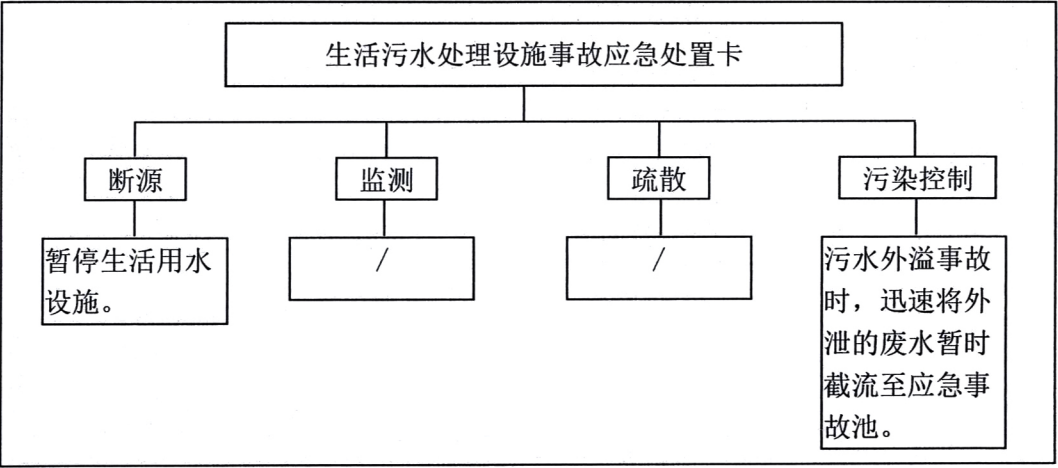 生活污水处理设施事故应急处置卡
断源
监测
疏散
污染控制
暂停生活用水
设施。
/
/
污水外溢事故
时，迅速将外
泄的废水暂时
截流至应急事
故池。